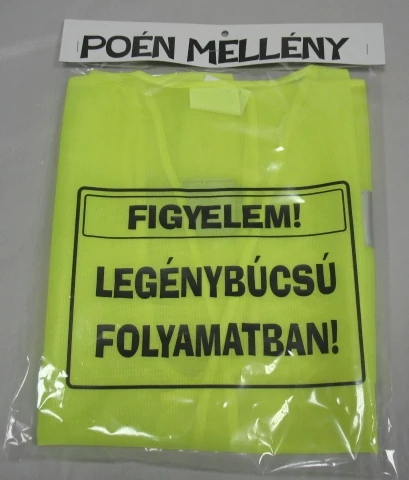 POÉN MELLÉNY
FIGYELEM!
LEGÉNYBÚCSÚ
FOLYAMATBAN!